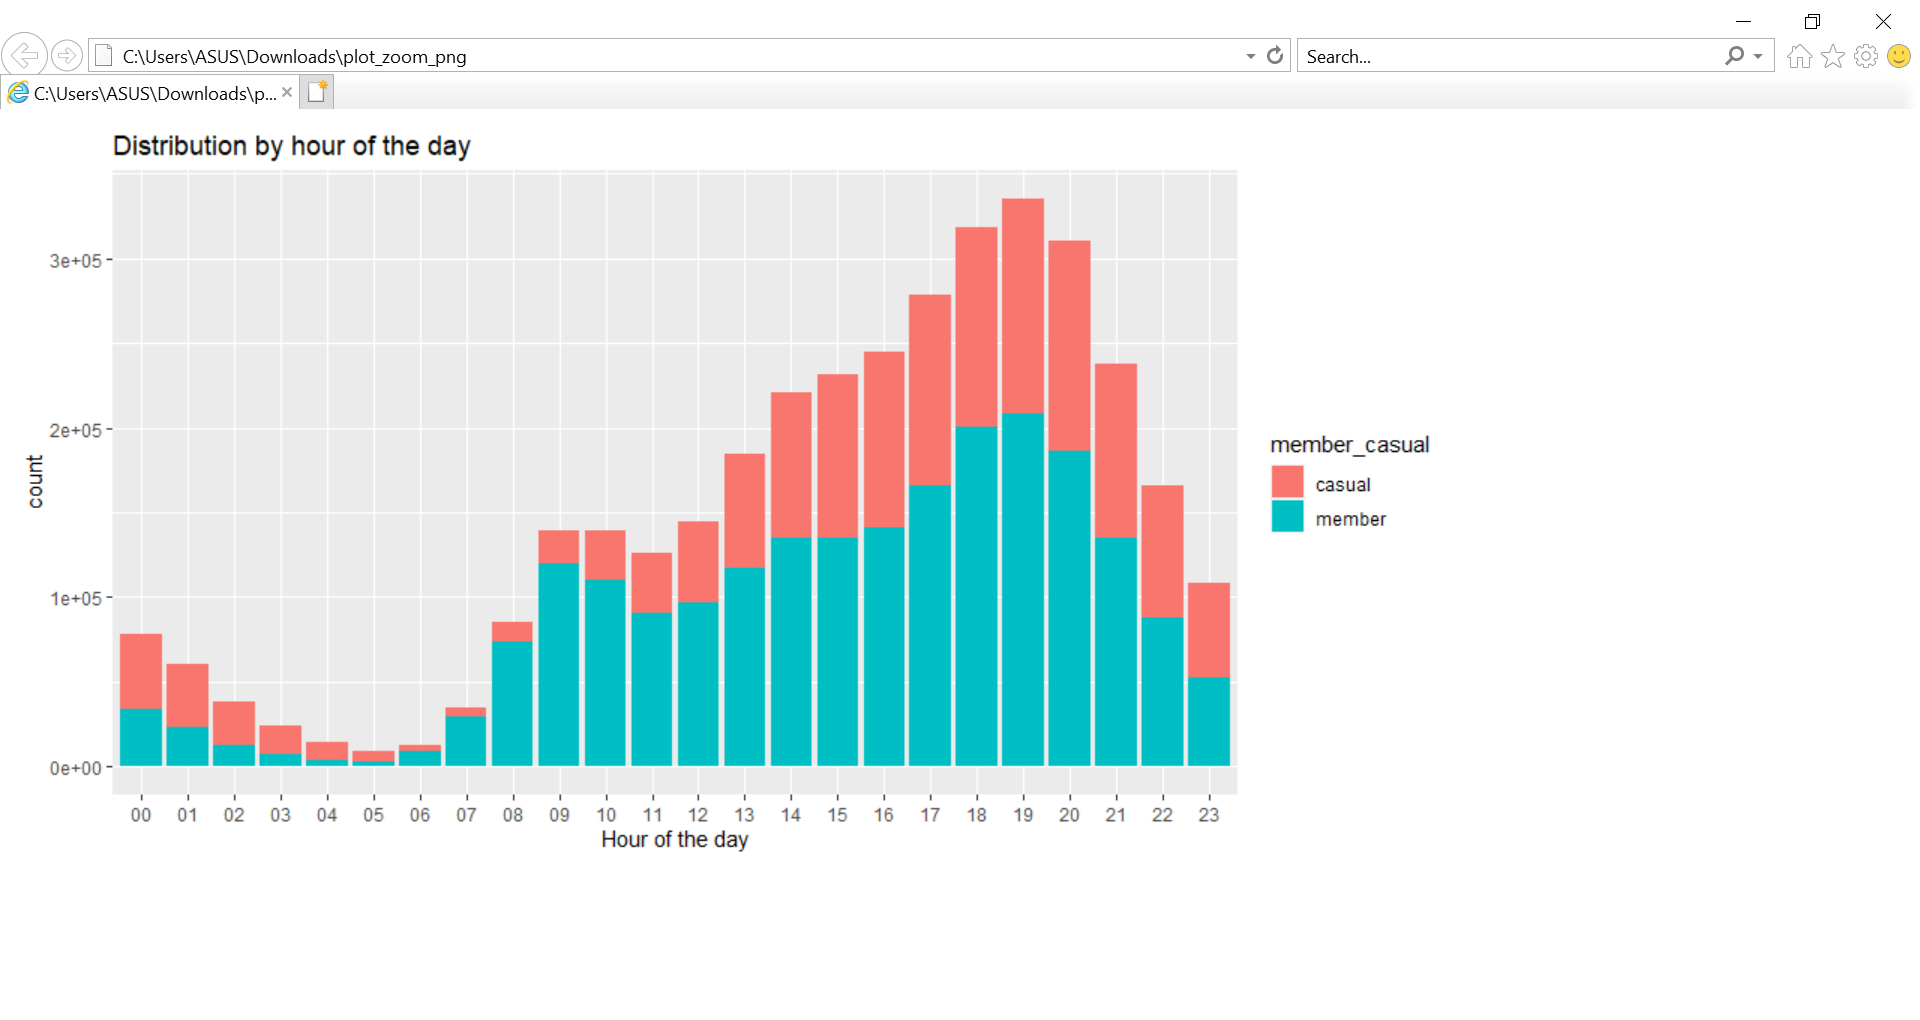 C:\Users\ASUS\Downloads\plot_zoom_png
Search...
C:\Users\ASUS\Downloads\p...
Distribution by hour of the day
3e+05
2e+05
1e+05
0e+00
count
00 01 02 03 04 05 06 07 08 09 10 11 12 13 14 15 16 17 18 19 20 21 22 23
Hour of the day
member_casual
casual
member